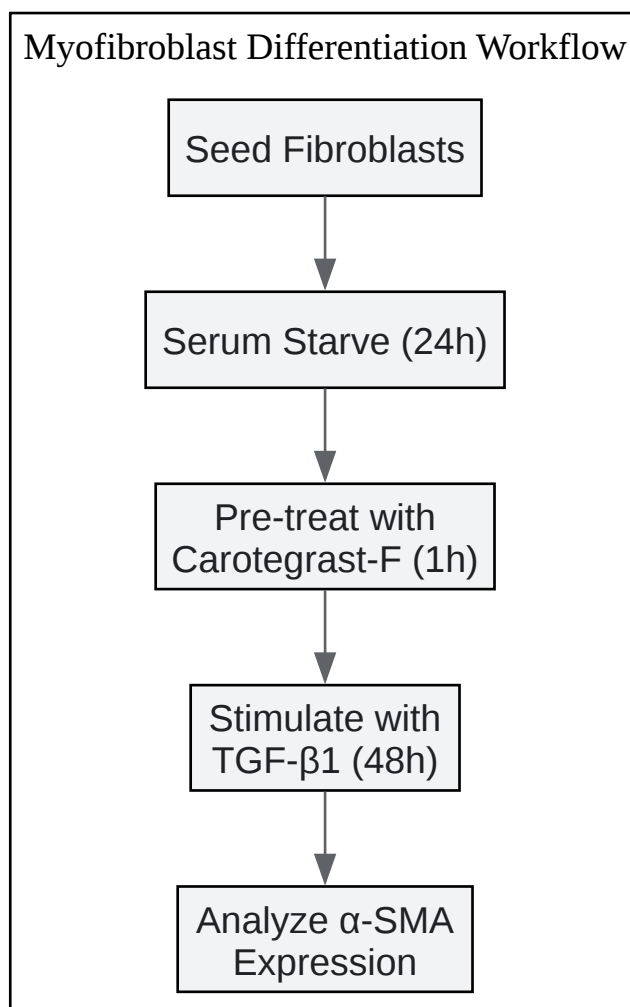 Myofibroblast Differentiation Workflow
Seed Fibroblasts
Serum Starve (24h)
Pre-treat with
Carotegrast-F (1h)
Stimulate with
TGF-β1 (48h)
Analyze α-SMA
Expression